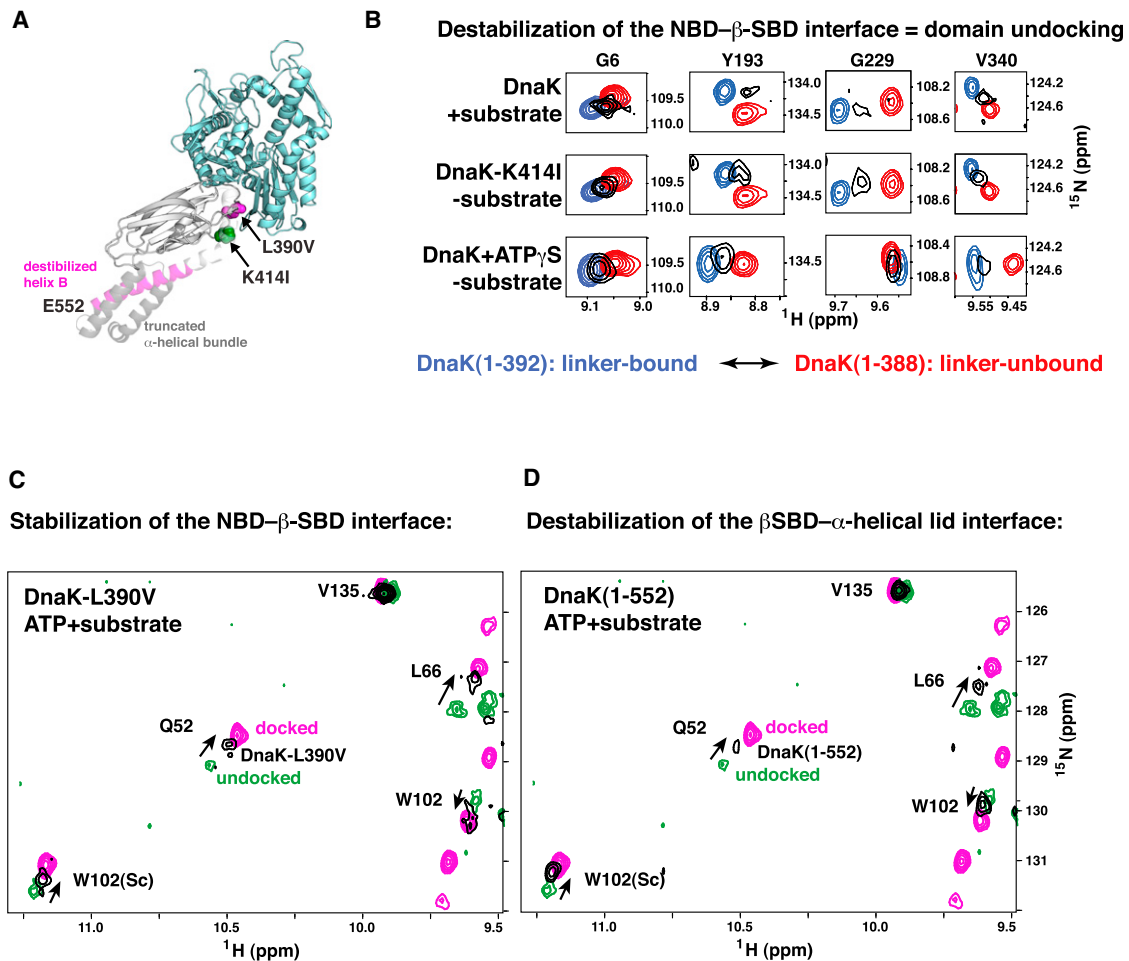 A
L390V
K414I
destibilized
helix B
E552
truncated
α-helical bundle
B
Destabilization of the NBD–β-SBD interface = domain undocking
G6 Y193 G229 V340
DnaK
+substrate
109.5
110.0
134.0
134.5
108.2
108.6
124.2
124.6
DnaK-K414I
-substrate
109.5
110.0
134.0
134.5
108.2
108.6
124.2
124.6
DnaK+ATPγS
-substrate
109.5
110.0
134.5
108.4
108.8
124.2
124.6
15N (ppm)
9.1 9.0 8.9 8.8 9.7 9.6 9.55 9.45
1H (ppm)
DnaK(1-392): linker-bound DnaK(1-388): linker-unbound
C
Stabilization of the NBD–β-SBD interface:
DnaK-L390V
ATP+substrate
V135
L66
Q52
docked
DnaK-L390V
undocked
W102
W102(Sc)
11.0 10.5 10.0 9.5
1H (ppm)
D
Destabilization of the βSBD–α-helical lid interface:
DnaK(1-552)
ATP+substrate
V135
L66
Q52
docked
DnaK(1-552)
undocked
W102
W102(Sc)
126
127
128
129
130
131
15N (ppm)
11.0 10.5 10.0 9.5
1H (ppm)